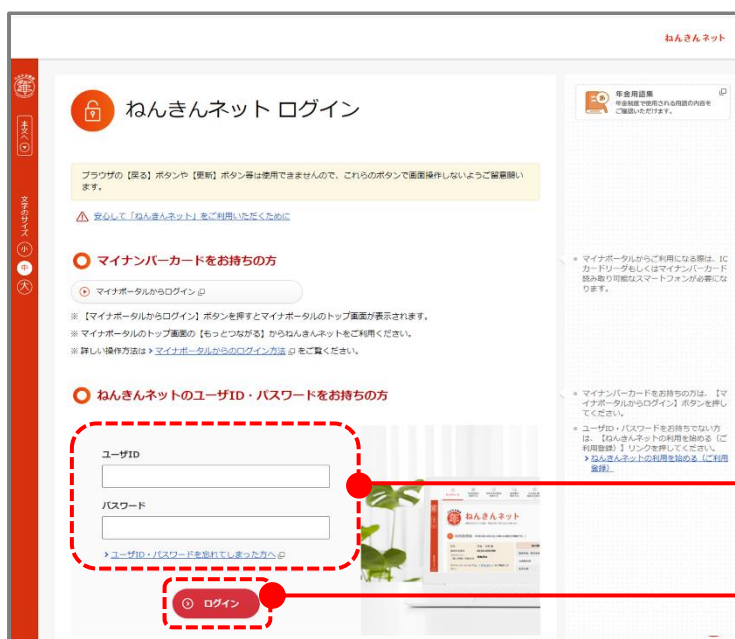 ねんきんネット
本文へ
文字のサイズ
小
中
大
ねんきんネット ログイン
ブラウザの【戻る】ボタンや【更新】ボタン等は使用できませんので、これらのボタンで画面操作しないようご留意願い
ます。
安心して「ねんきんネット」をご利用いただくために
マイナンバーカードをお持ちの方
マイナポータルからログイン
※ 【マイナポータルからログイン】ボタンを押すとマイナポータルのトップ画面が表示されます。
※ マイナポータルのトップ画面の【もっとつながる】からねんきんネットをご利用ください。
※ 詳しい操作方法は マイナポータルからのログイン方法 をご覧ください。
ねんきんネットのユーザID・パスワードをお持ちの方
ユーザID
パスワード
ユーザID・パスワードを忘れてしまった方へ
ログイン
ねんきんネット
年金用語集
年金制度で使用される用語の内容を
ご確認いただけます。
マイナポータルからご利用になる際は、IC
カードリーダもしくはマイナンバーカード
読み取り可能なスマートフォンが必要にな
ります。
マイナンバーカードをお持ちの方は、【マ
イナポータルからログイン】ボタンを押し
てください。
ユーザID・パスワードをお持ちでない方
は、【ねんきんネットの利用を始める（ご
利用登録）】リンクを押してください。
ねんきんネットの利用を始める（ご利用
登録）